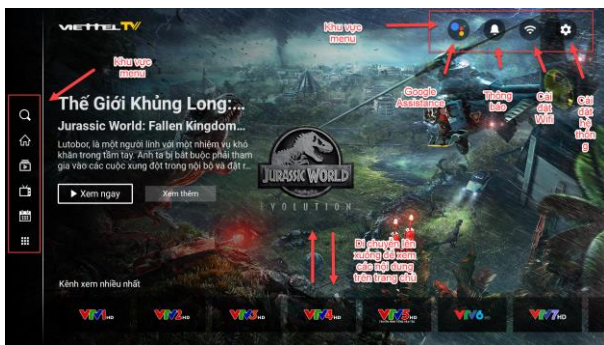 VIETTEL TV
Khu vực
menu
Khu vực
menu
Google
Assistance
Thông
báo
Cài
đặt
Wifi
Cài
đặt
hệ
thốn
g
Thế Giới Khủng Long:...
Jurassic World: Fallen Kingdom...
Lutobor, là một người lính với một nhiệm vụ khó
khăn trong tầm tay. Anh ta bị bắt buộc phải tham
gia vào các cuộc xung đột trong nội bộ và đặt r...
Xem ngay
Xem thêm
JURASSIC WORLD
EVOLUTION
Di chuyển lên
xuống để xem
các nội dung
trên trang chủ
Kênh xem nhiều nhất
VTV1 HD
VTV2 HD
VTV3 HD
VTV4 HD
VTV5 HD
VTV6 HD
VTV7 HD